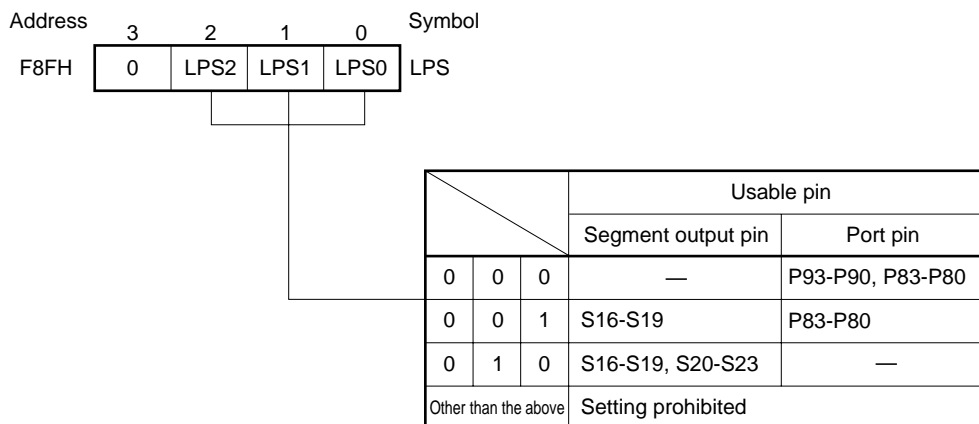 Address 3 2 1 0 Symbol
F8FH 0 LPS2 LPS1 LPS0 LPS
Usable pin
Segment output pin Port pin
0 0 0 — P93-P90, P83-P80
0 0 1 S16-S19 P83-P80
0 1 0 S16-S19, S20-S23 —
Other than the above Setting prohibited